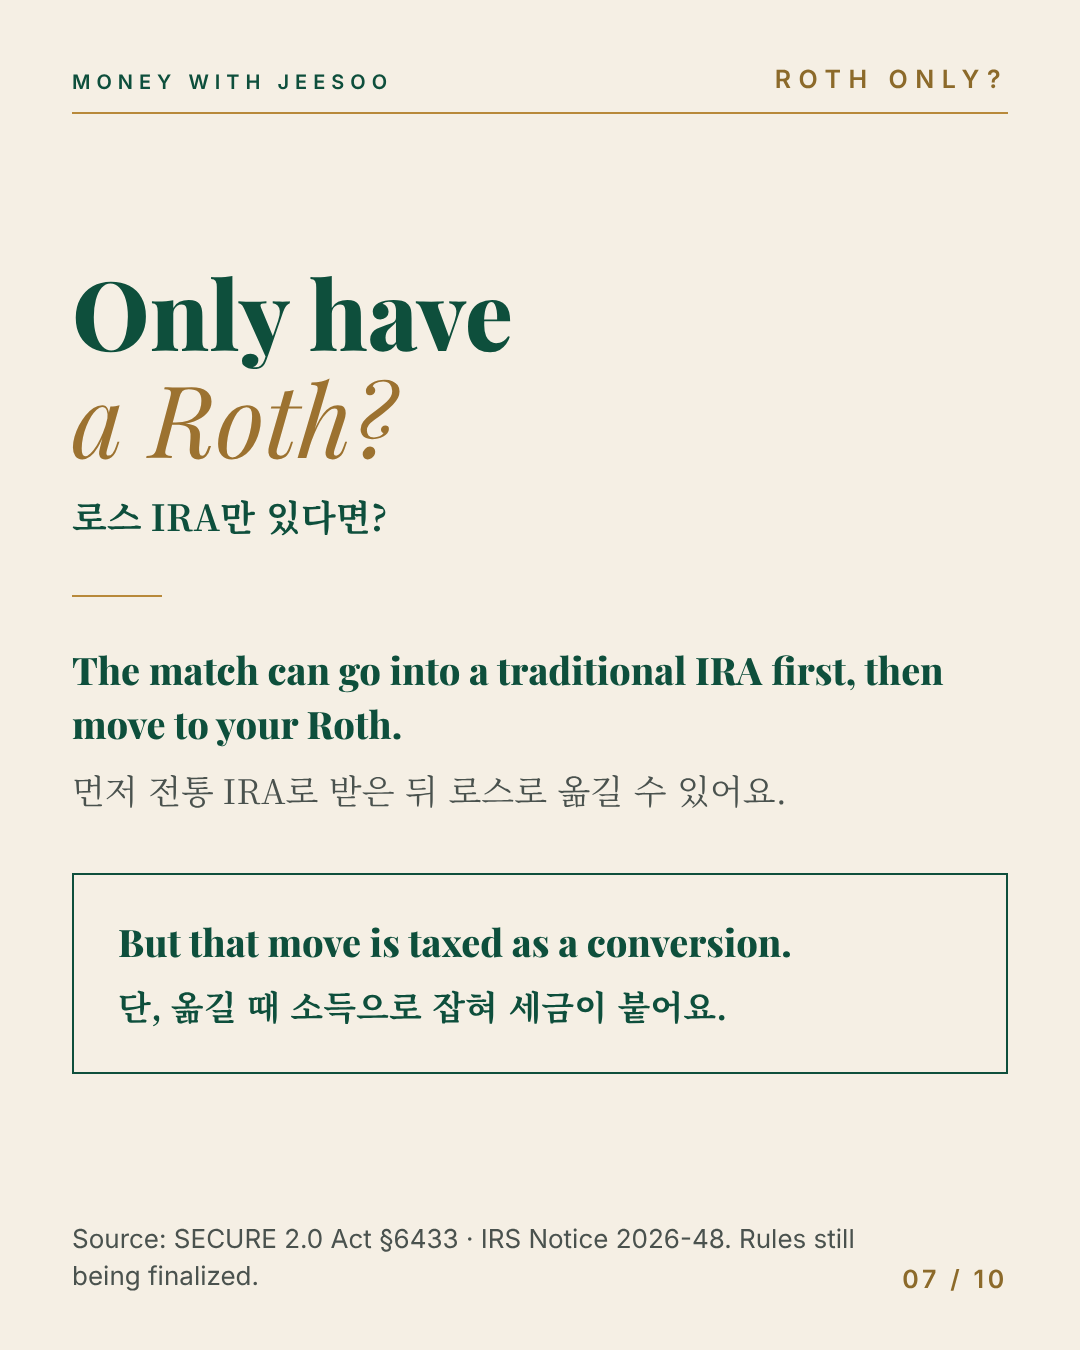 MONEY WITH JEESOO
ROTH ONLY?
Only have
a Roth?
로스 IRA만 있다면?
The match can go into a traditional IRA first, then
move to your Roth.
먼저 전통 IRA로 받은 뒤 로스로 옮길 수 있어요.
But that move is taxed as a conversion.
단, 옮길 때 소득으로 잡혀 세금이 붙어요.
Source: SECURE 2.0 Act §6433 · IRS Notice 2026-48. Rules still
being finalized.
07 / 10